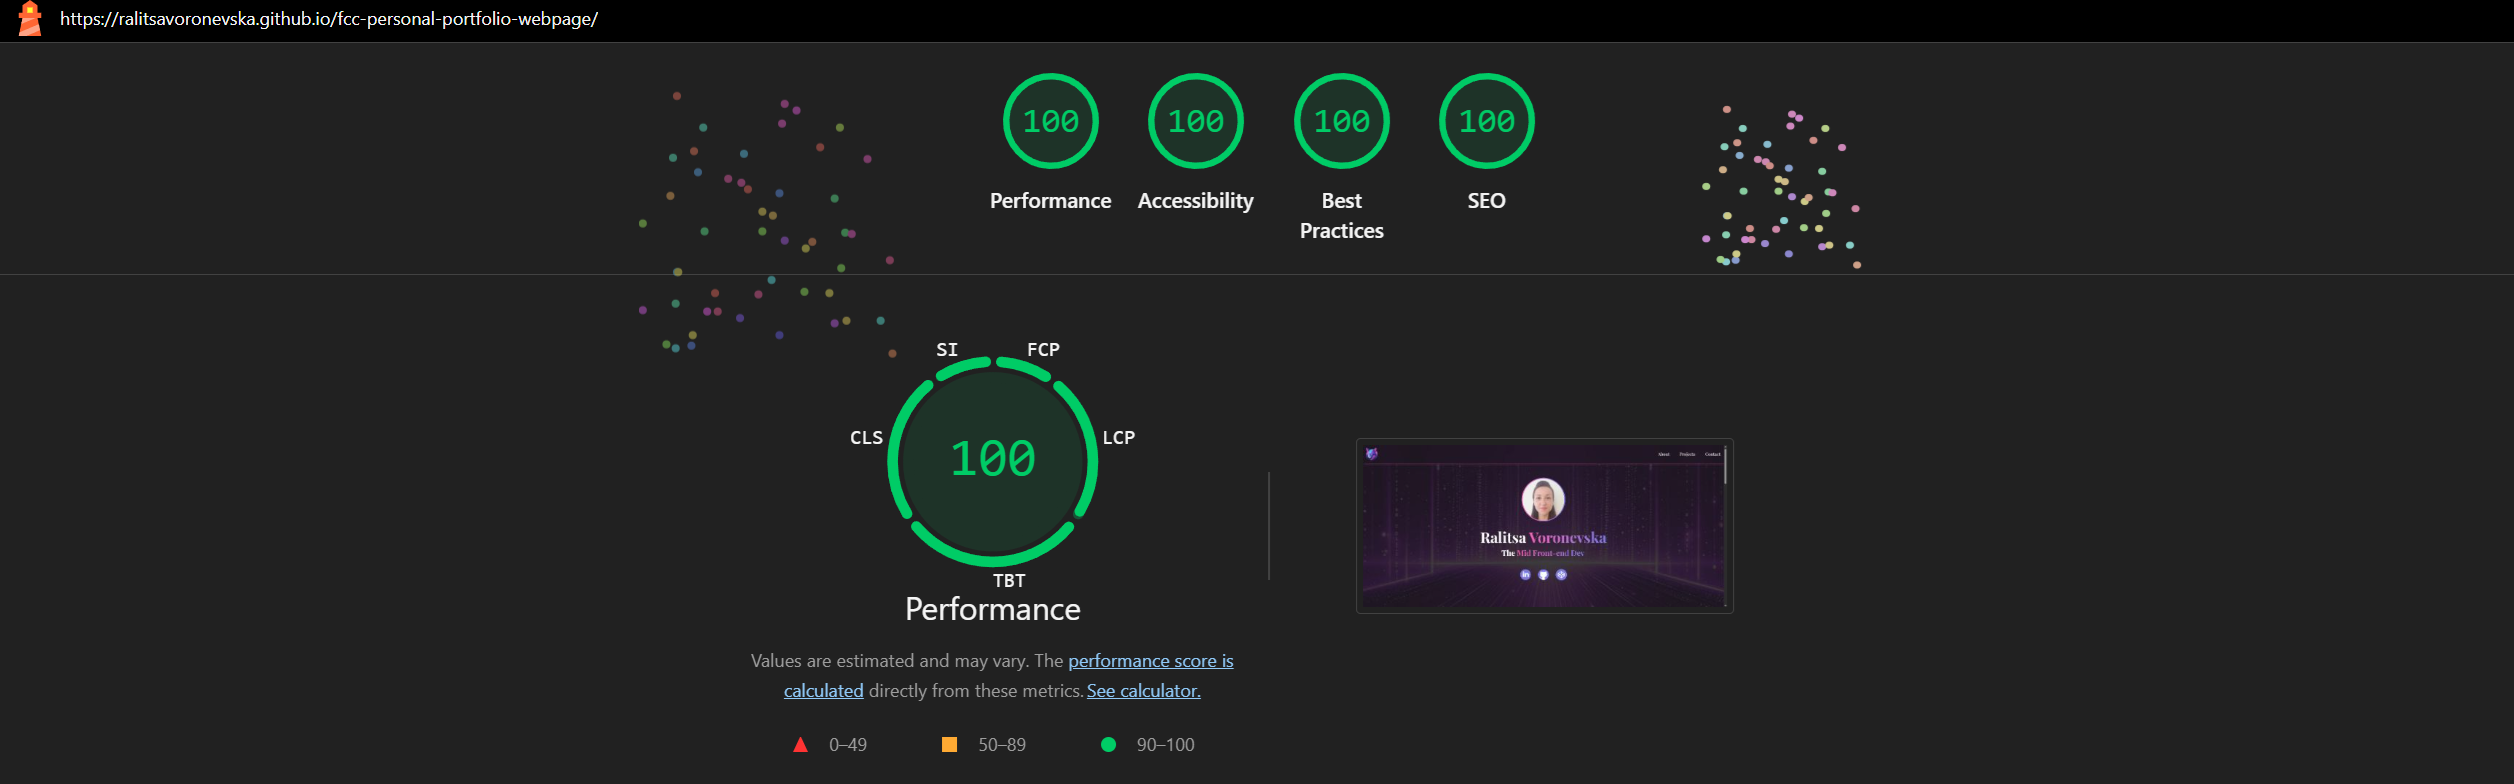 https://ralitsavoronevska.github.io/fcc-personal-portfolio-webpage/
100
100
100
100
Performance
Accessibility
Best
Practices
SEO
SI
FCP
CLS
LCP
100
TBT
Performance
Values are estimated and may vary. The performance score is
calculated directly from these metrics. See calculator.
0–49
50–89
90–100
About
Projects
Contact
Ralitsa Voronevska
The Mid Front-end Dev
in